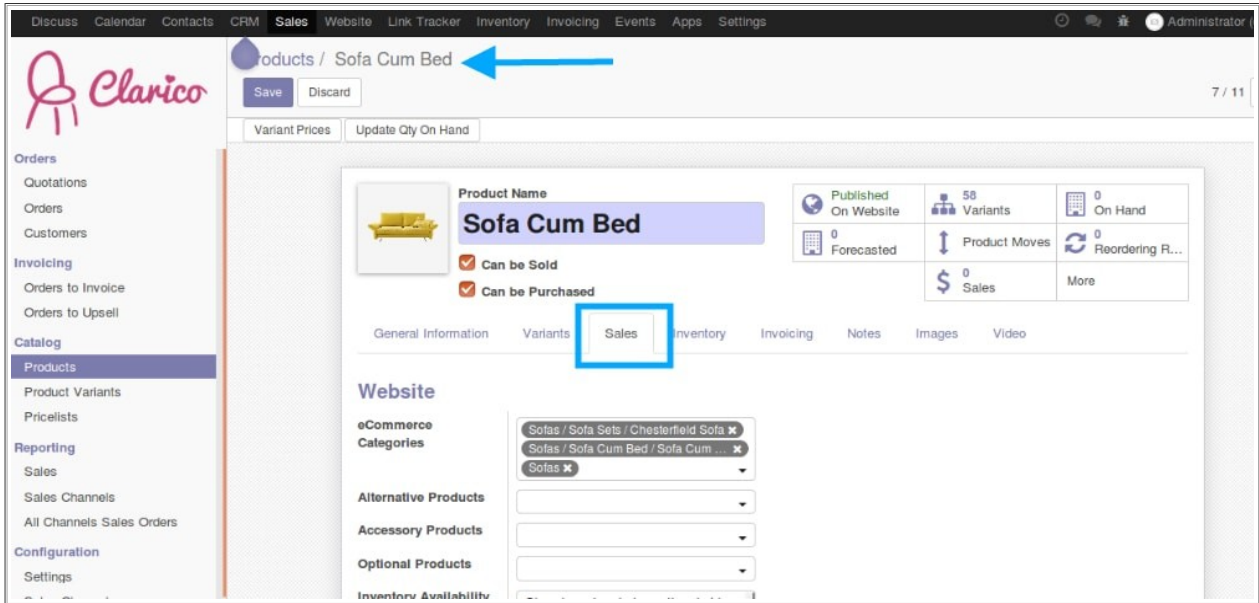 Discuss Calendar Contacts CRM Sales Website Link Tracker Inventory Invoicing Events Apps Settings Administrator
Clarico
Products / Sofa Cum Bed
Save Discard
7 / 11
Variant Prices Update Qty On Hand
Orders
Quotations
Orders
Customers
Invoicing
Orders to Invoice
Orders to Upsell
Catalog
Products
Product Variants
Pricelists
Reporting
Sales
Sales Channels
All Channels Sales Orders
Configuration
Settings
Product Name
Sofa Cum Bed
Can be Sold
Can be Purchased
Published
On Website
58
Variants
0
On Hand
0
Forecasted
Product Moves
0
Reordering R...
0
Sales
More
General Information Variants Sales Inventory Invoicing Notes Images Video
Website
eCommerce
Categories
Sofas / Sofa Sets / Chesterfield Sofa ✖
Sofas / Sofa Cum Bed / Sofa Cum ... ✖
Sofas ✖
Alternative Products
Accessory Products
Optional Products
Inventory Availability